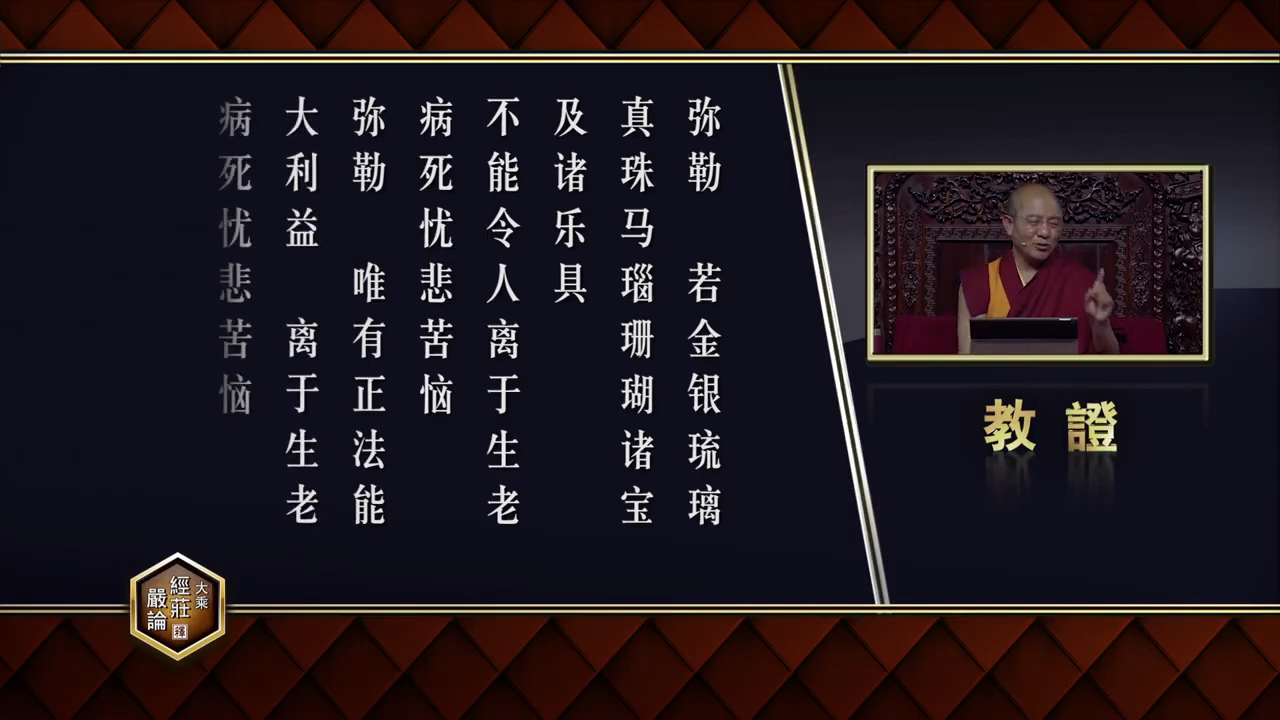 弥勒 若金银琉璃
真珠马瑙珊瑚诸宝
及诸乐具
不能令人离于生老
病死忧悲苦恼
弥勒 唯有正法能
大利益 离于生老
病死忧悲苦恼
教證
大乘
經莊
嚴論